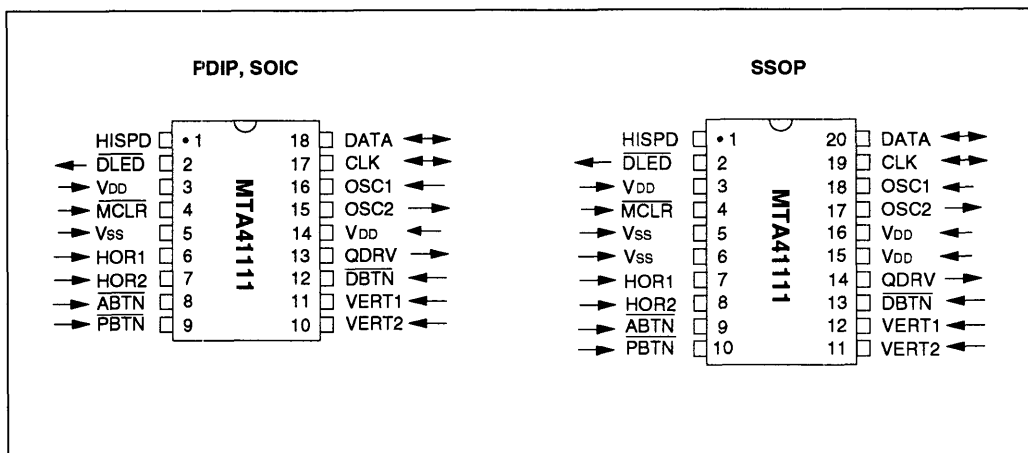 PDIP, SOIC
HISPD 1 18 DATA
DLED 2 17 CLK
VDD 3 16 OSC1
MCLR 4 15 OSC2
VSS 5 14 VDD
HOR1 6 13 QDRV
HOR2 7 12 DBTN
ABTN 8 11 VERT1
PBTN 9 10 VERT2
MTA41111
SSOP
HISPD 1 20 DATA
DLED 2 19 CLK
VDD 3 18 OSC1
MCLR 4 17 OSC2
VSS 5 16 VDD
VSS 6 15 VDD
HOR1 7 14 QDRV
HOR2 8 13 DBTN
ABTN 9 12 VERT1
PBTN 10 11 VERT2
MTA41111